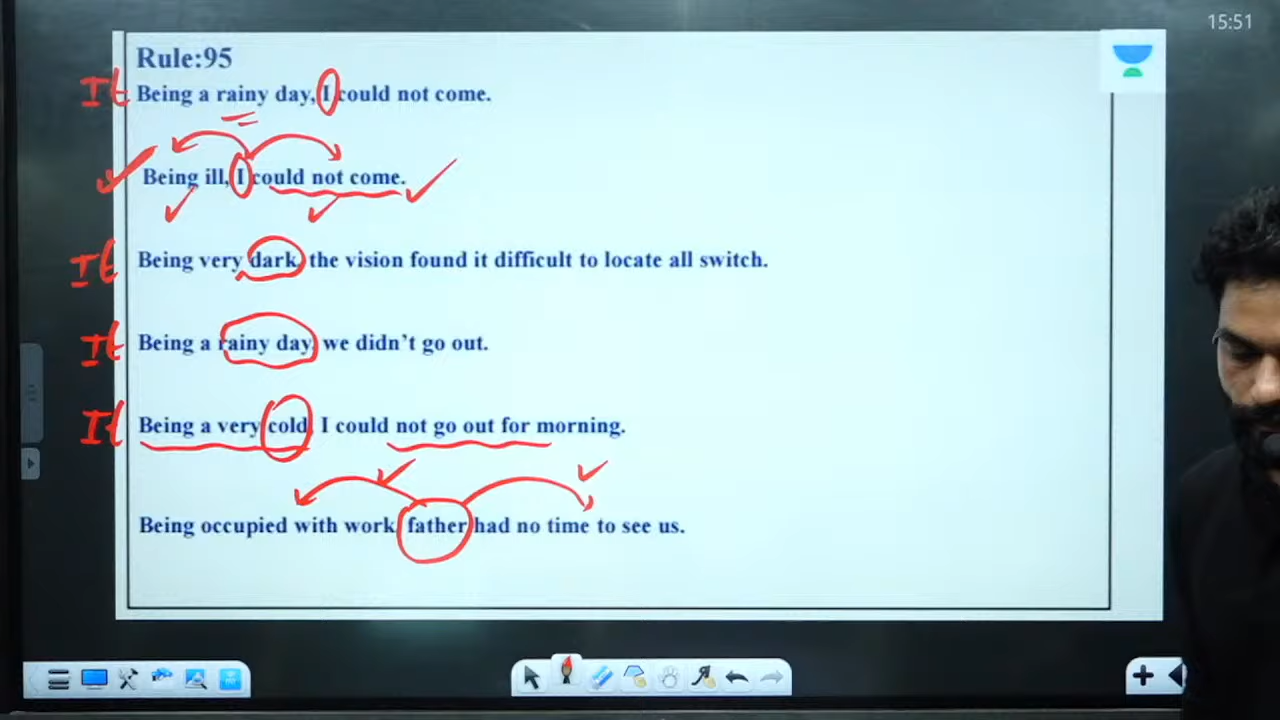 15:51
Rule:95
It Being a rainy day, I could not come.
Being ill, I could not come.
It Being very dark, the vision found it difficult to locate all switch.
It Being a rainy day, we didn't go out.
It Being a very cold, I could not go out for morning.
Being occupied with work, father had no time to see us.